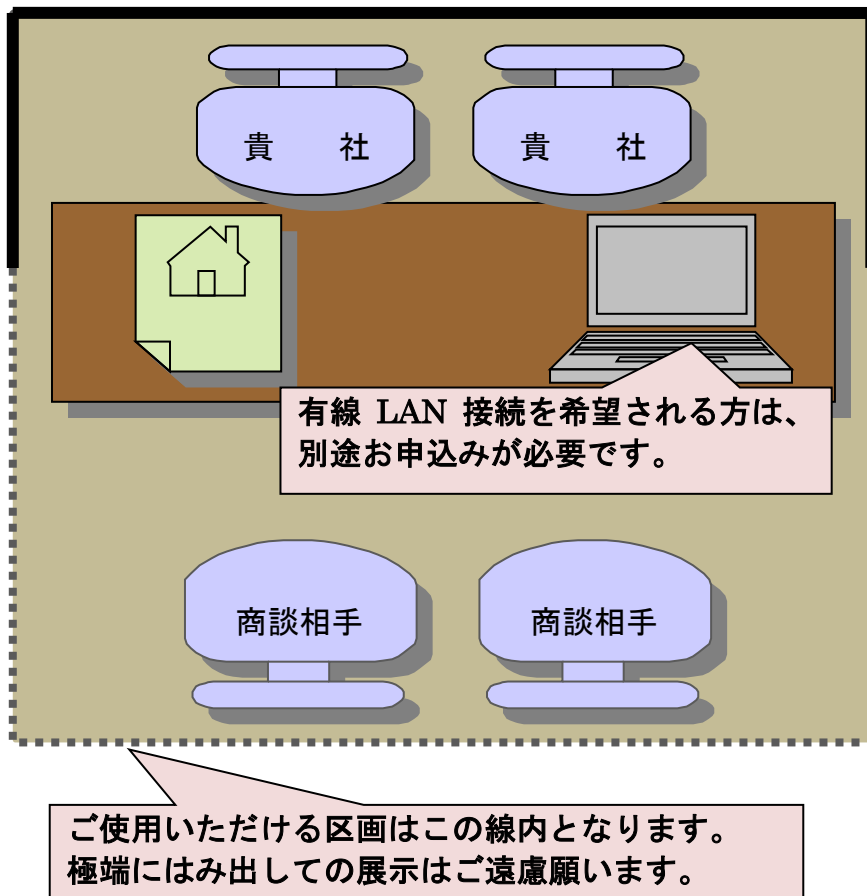 貴　社
貴　社
有線 LAN 接続を希望される方は、
別途お申込みが必要です。
商談相手
商談相手
ご使用いただける区画はこの線内となります。
極端にはみ出しての展示はご遠慮願います。